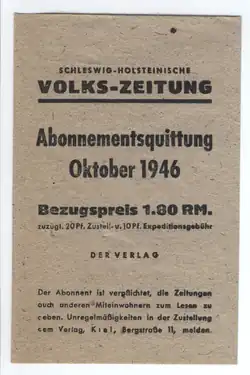 SCHLESWIG-HOLSTEINISCHE
VOLKS-ZEITUNG
Abonnementsquittung
Oktober 1946
Bezugspreis 1.80 RM.
zuzügl. 20 Pf. Zustell- u. 10 Pf. Expeditionsgebühr
DER VERLAG
Der Abonnent ist verpflichtet, die Zeitungen
auch anderen Miteinwohnern zum Lesen zu
geben. Unregelmäßigkeiten in der Zustellung
dem Verlag, Kiel, Bergstraße 11, melden.